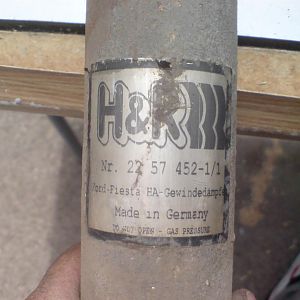 H&R
Nr. 22 57 452-1/1
Ford-Fiesta HA-Gewindedämpfer
Made in Germany
DO NOT OPEN - GAS PRESSURE